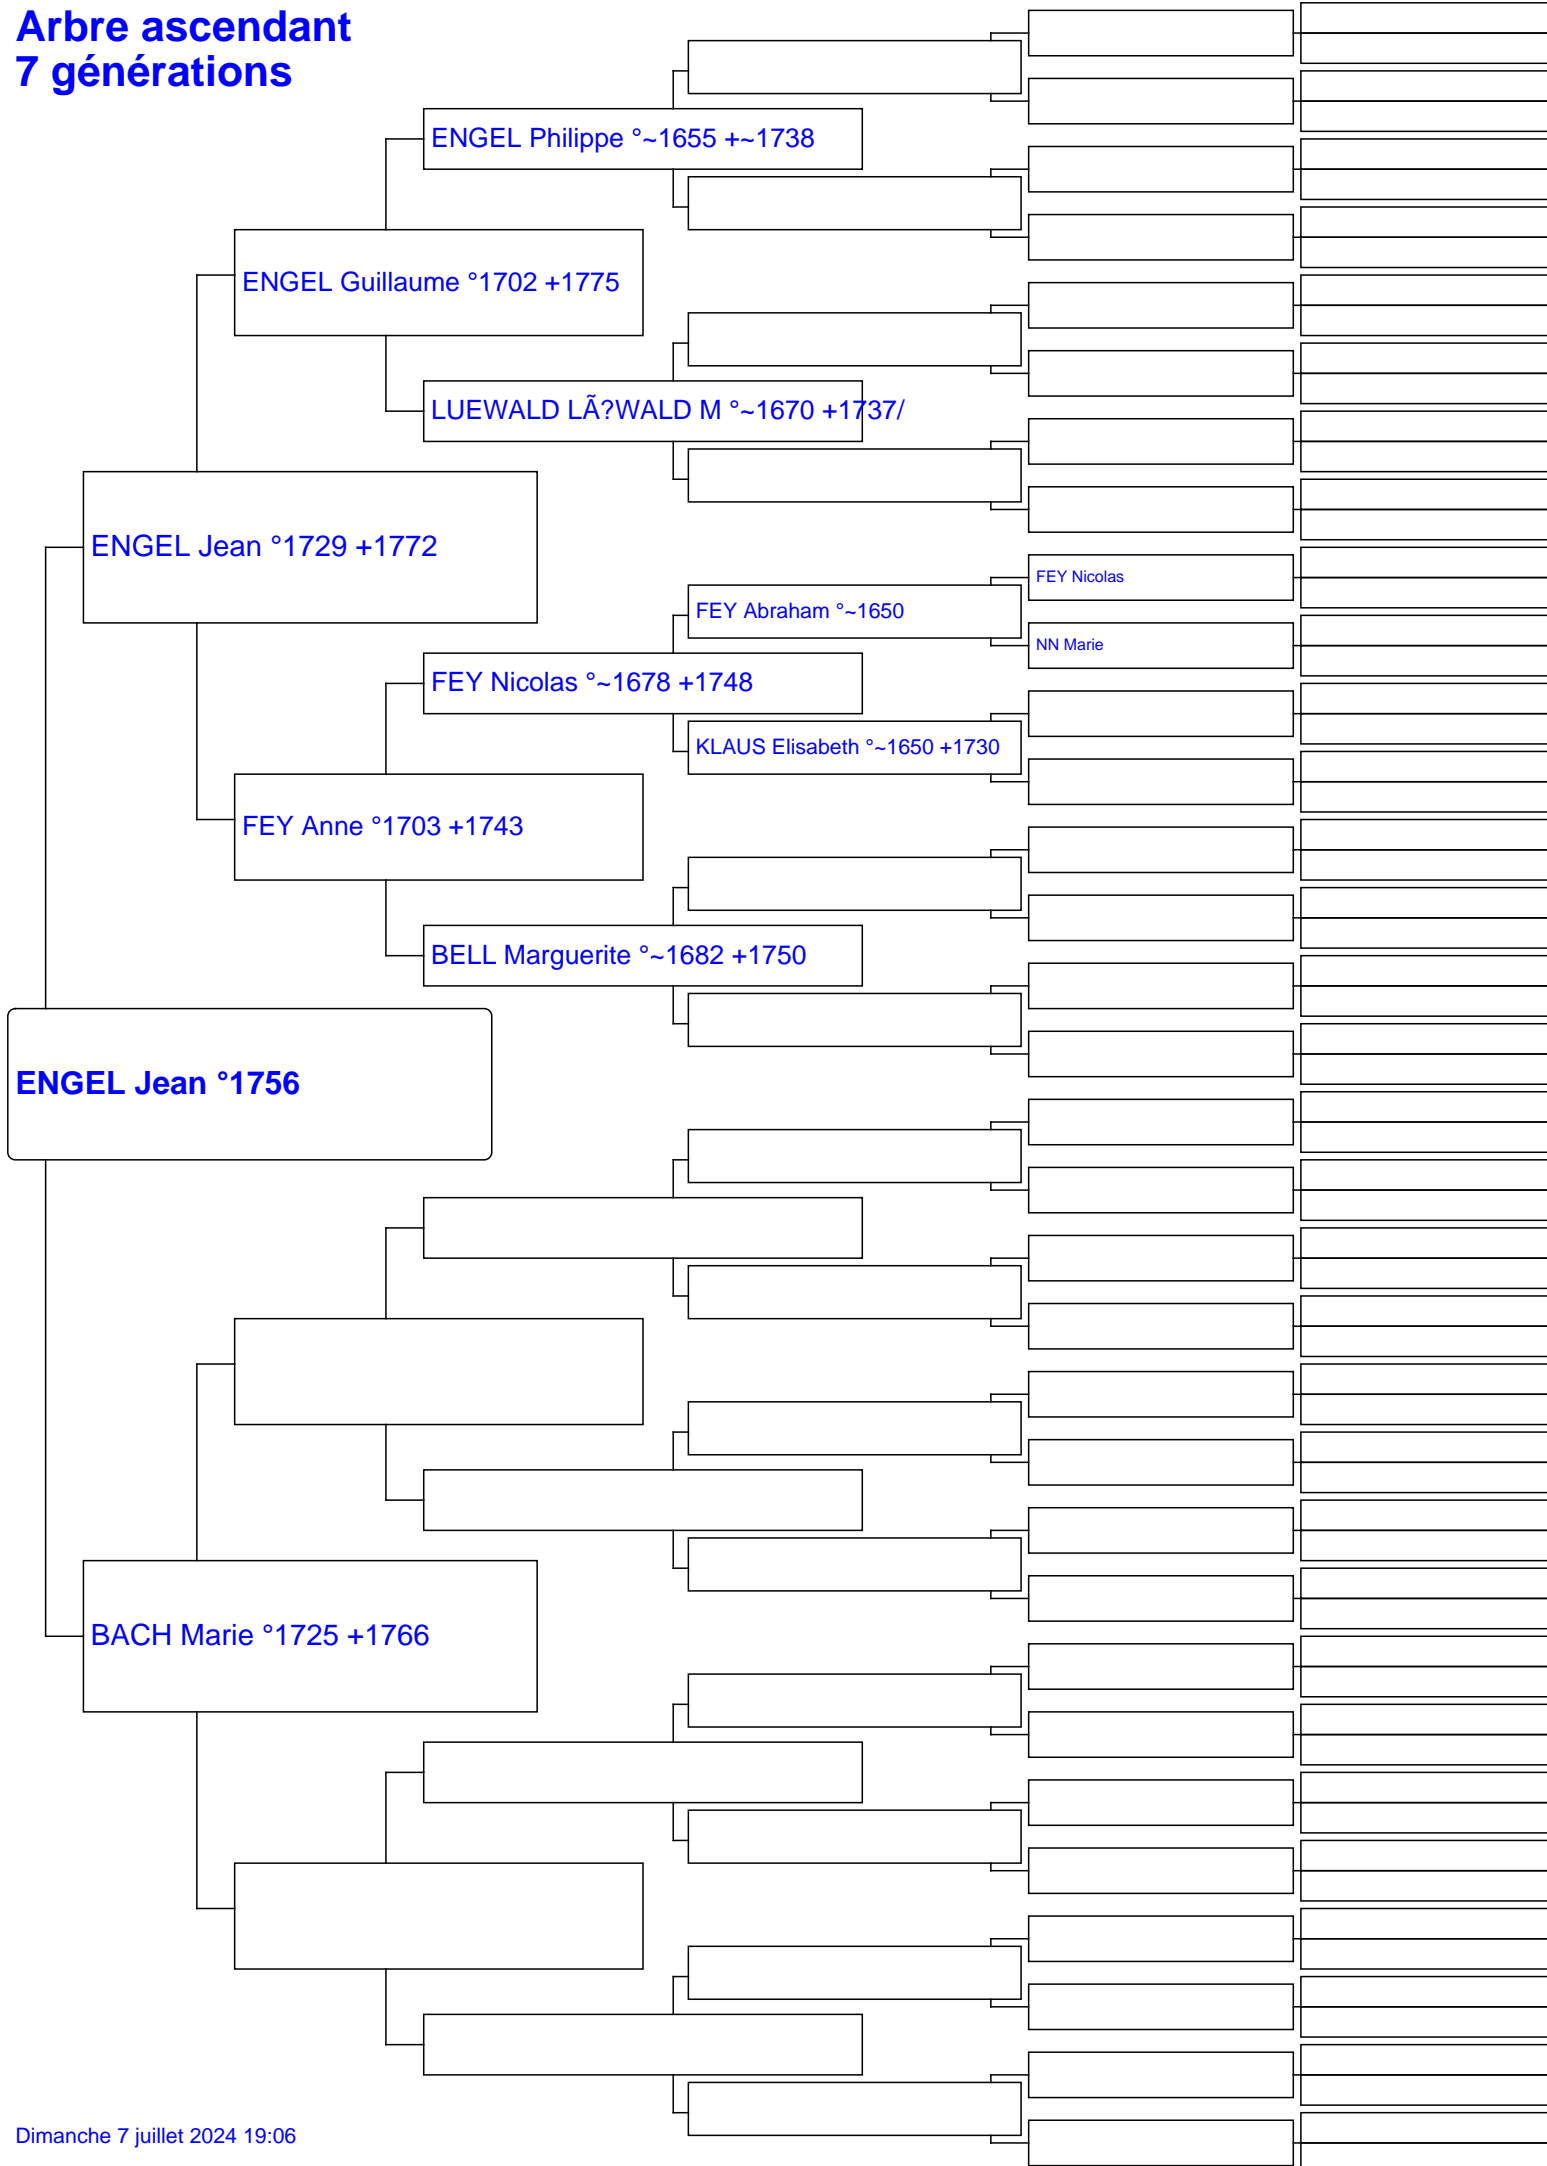 Arbre ascendant
7 générations
ENGEL Philippe °~1655 +~1738
ENGEL Guillaume °1702 +1775
LUEWALD LÃ?WALD M °~1670 +1737/
ENGEL Jean °1729 +1772
FEY Nicolas
FEY Abraham °~1650
NN Marie
FEY Nicolas °~1678 +1748
KLAUS Elisabeth °~1650 +1730
FEY Anne °1703 +1743
BELL Marguerite °~1682 +1750
ENGEL Jean °1756
BACH Marie °1725 +1766
Dimanche 7 juillet 2024 19:06